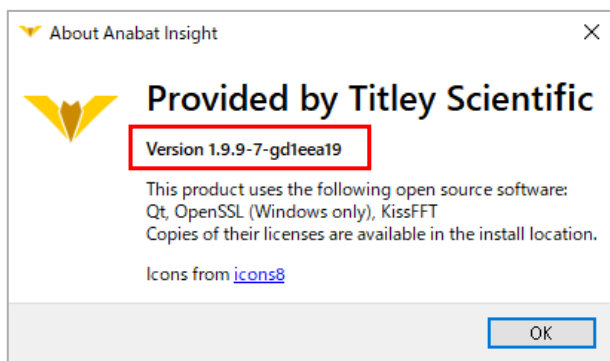 About Anabat Insight
Provided by Titley Scientific
Version 1.9.9-7-gd1eea19
This product uses the following open source software:
Qt, OpenSSL (Windows only), KissFFT
Copies of their licenses are available in the install location.
Icons from icons8
OK